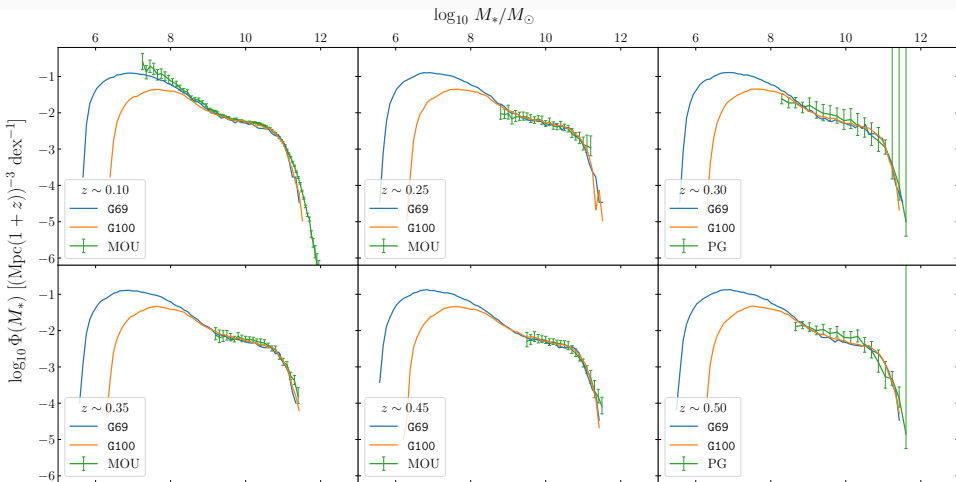 log₁₀ M*/M⊙
6 8 10 12 6 8 10 12 6 8 10 12
log₁₀ Φ(M*) [(Mpc(1 + z))⁻³ dex⁻¹]
−1
−2
−3
−4
−5
−6
z ∼ 0.10
G69
G100
MOU
z ∼ 0.25
G69
G100
MOU
z ∼ 0.30
G69
G100
PG
−1
−2
−3
−4
−5
−6
z ∼ 0.35
G69
G100
MOU
z ∼ 0.45
G69
G100
MOU
z ∼ 0.50
G69
G100
PG